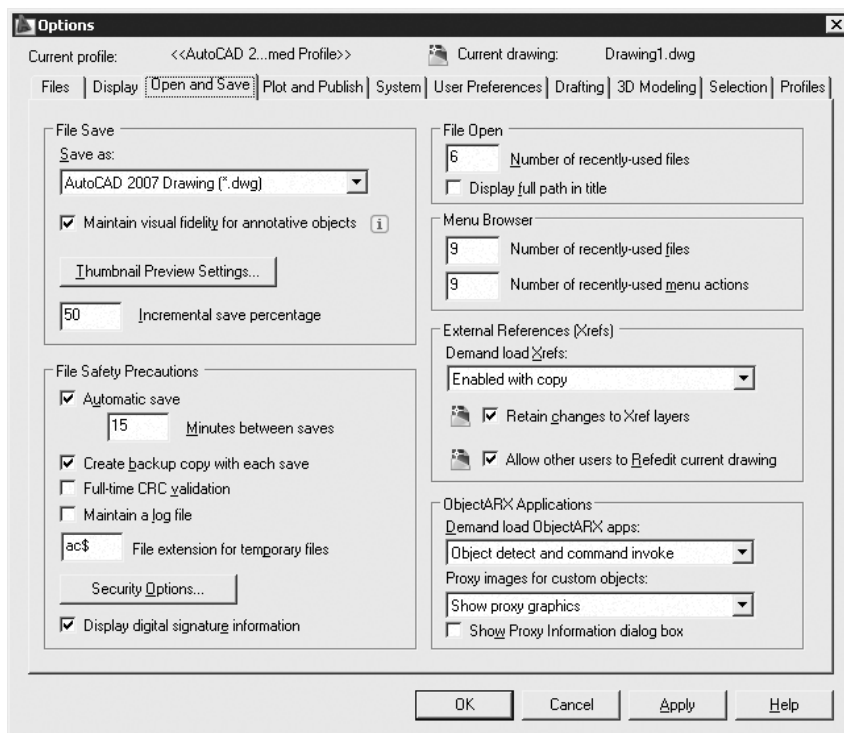 Options
Current profile: <<AutoCAD 2...med Profile>> Current drawing: Drawing1.dwg
Files Display Open and Save Plot and Publish System User Preferences Drafting 3D Modeling Selection Profiles
File Save
Save as:
AutoCAD 2007 Drawing (*.dwg)
Maintain visual fidelity for annotative objects i
Thumbnail Preview Settings...
50 Incremental save percentage
File Safety Precautions
Automatic save
15 Minutes between saves
Create backup copy with each save
Full-time CRC validation
Maintain a log file
ac$ File extension for temporary files
Security Options...
Display digital signature information
File Open
6 Number of recently-used files
Display full path in title
Menu Browser
9 Number of recently-used files
9 Number of recently-used menu actions
External References (Xrefs)
Demand load Xrefs:
Enabled with copy
Retain changes to Xref layers
Allow other users to Refedit current drawing
ObjectARX Applications
Demand load ObjectARX apps:
Object detect and command invoke
Proxy images for custom objects:
Show proxy graphics
Show Proxy Information dialog box
OK Cancel Apply Help